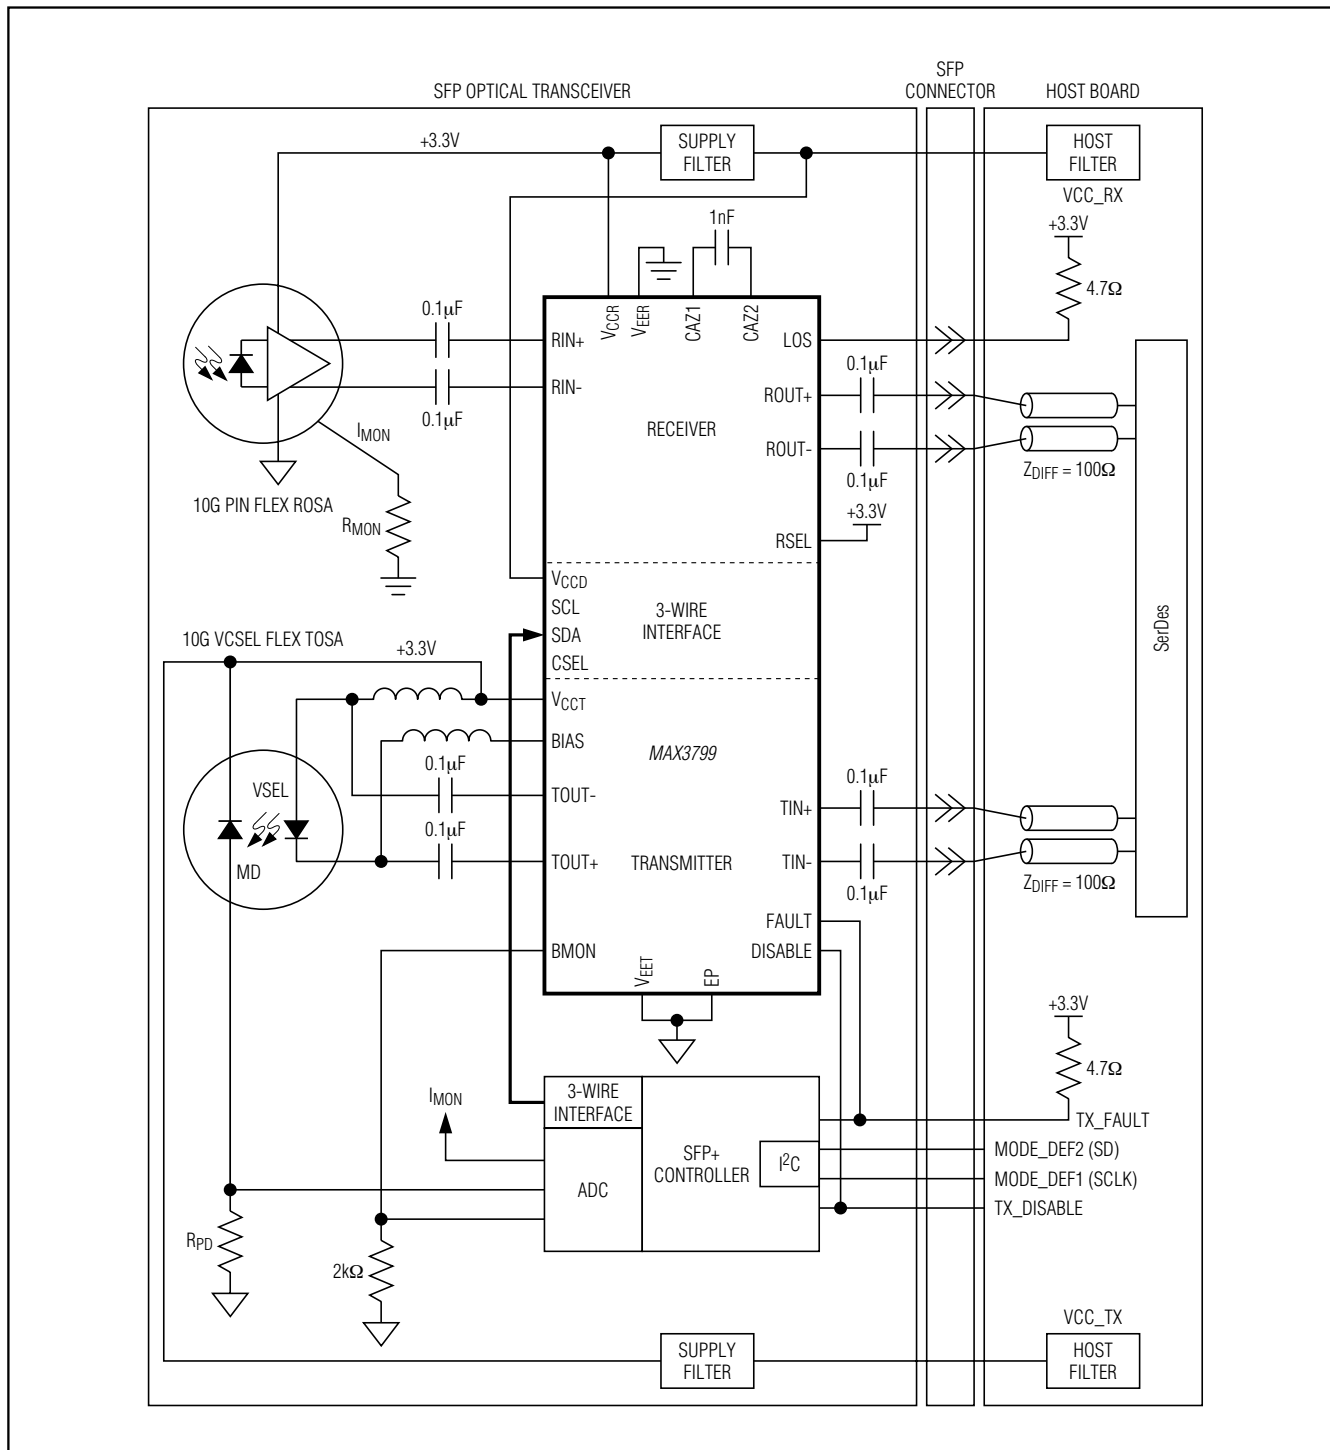 SFP OPTICAL TRANSCEIVER
SFP
CONNECTOR
HOST BOARD
+3.3V
SUPPLY
FILTER
HOST
FILTER
VCC_RX
+3.3V
4.7Ω
1nF
0.1µF
0.1µF
RIN+
RIN-
VCCR
VEER
CAZ1
CAZ2
LOS
0.1µF
ROUT+
ROUT-
0.1µF
RECEIVER
ZDIFF = 100Ω
IMON
10G PIN FLEX ROSA
RMON
+3.3V
RSEL
VCCD
SCL
SDA
CSEL
3-WIRE
INTERFACE
SerDes
10G VCSEL FLEX TOSA
+3.3V
VCCT
BIAS
MAX3799
0.1µF
TOUT-
0.1µF
TOUT+
VSEL
MD
TRANSMITTER
0.1µF
TIN+
TIN-
0.1µF
ZDIFF = 100Ω
FAULT
DISABLE
BMON
VEET
EP
+3.3V
4.7Ω
IMON
3-WIRE
INTERFACE
ADC
SFP+
CONTROLLER
I2C
TX_FAULT
MODE_DEF2 (SD)
MODE_DEF1 (SCLK)
TX_DISABLE
RPD
2kΩ
VCC_TX
SUPPLY
FILTER
HOST
FILTER